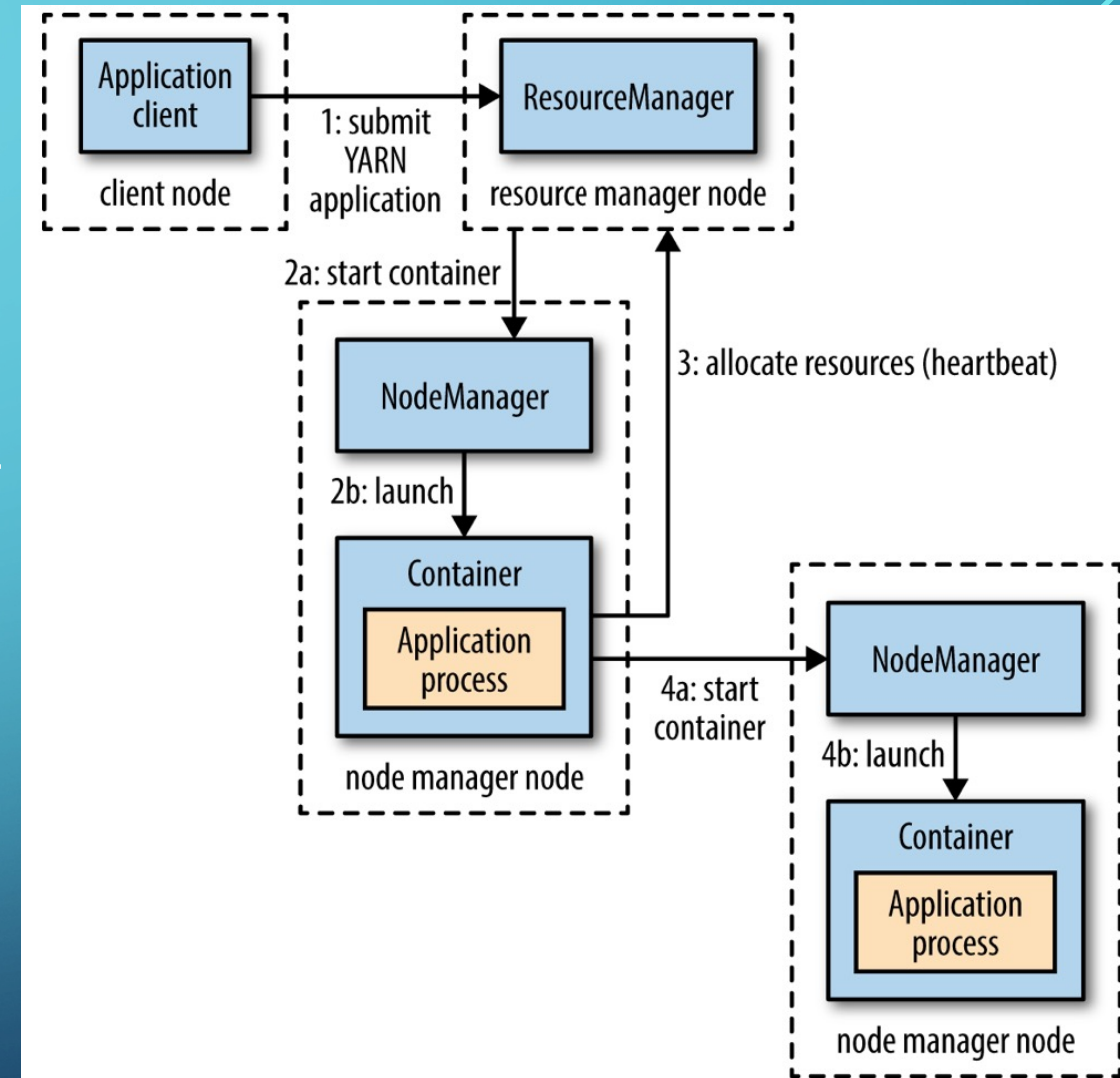 Application
client
client node
1: submit
YARN
application
ResourceManager
resource manager node
2a: start container
NodeManager
2b: launch
Container
Application
process
node manager node
3: allocate resources (heartbeat)
4a: start
container
NodeManager
4b: launch
Container
Application
process
node manager node